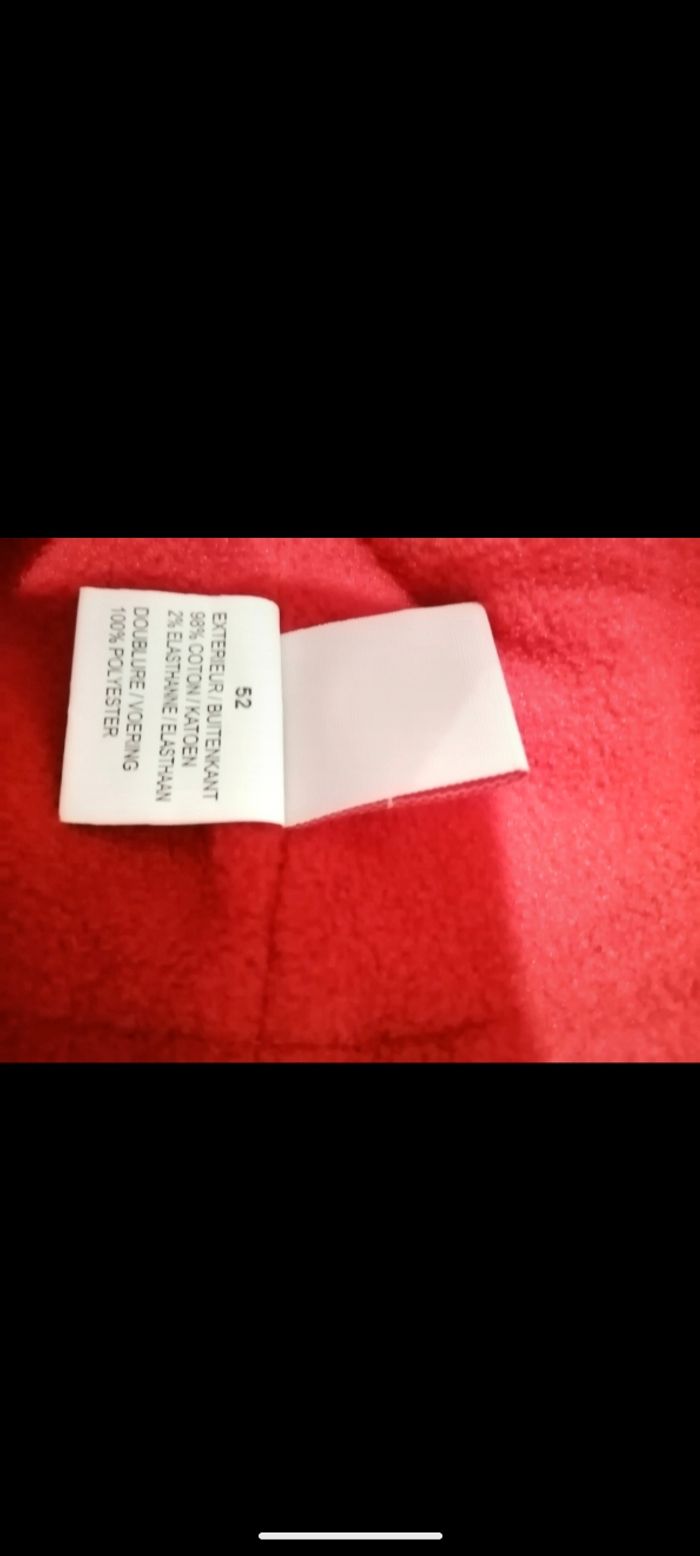 52
EXTERIEUR / BUITENKANT
98% COTON / KATOEN
2% ELASTHANNE / ELASTHAAN
DOUBLURE / VOERING
100% POLYESTER